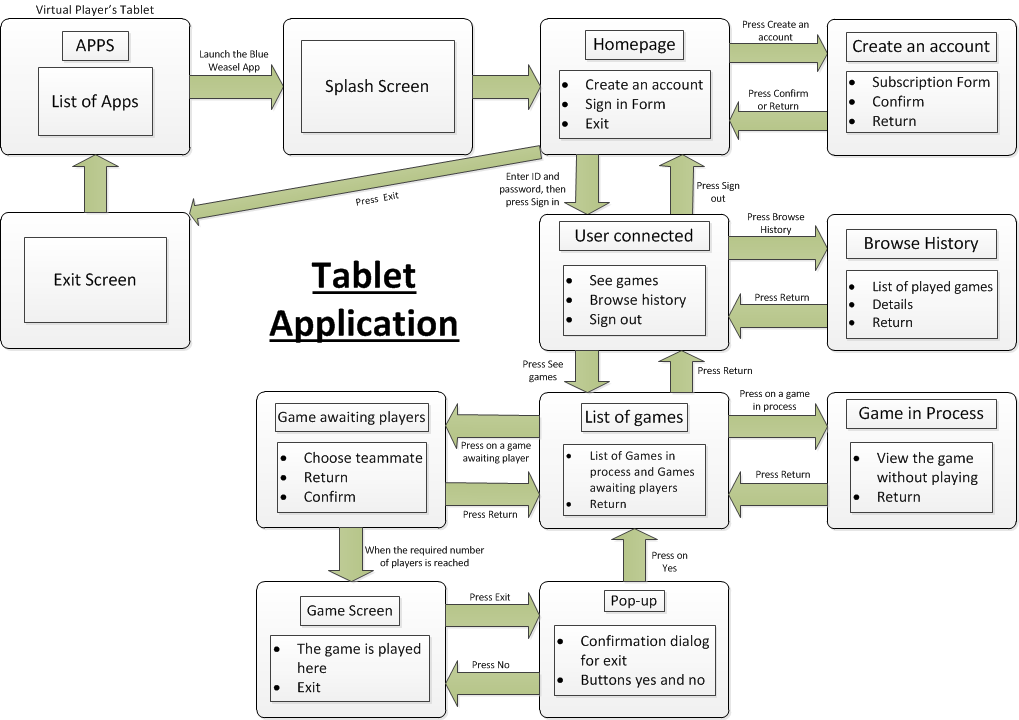 Virtual Player's Tablet
APPS
List of Apps
Launch the Blue
Weasel App
Splash Screen
Homepage
• Create an account
• Sign in Form
• Exit
Press Create an
account
Press Confirm
or Return
Create an account
• Subscription Form
• Confirm
• Return
Press Exit
Enter ID and
password, then
press Sign in
Press Sign
out
Exit Screen
Tablet
Application
User connected
• See games
• Browse history
• Sign out
Press Browse
History
Press Return
Browse History
• List of played games
• Details
• Return
Press See
games
Press Return
Game awaiting players
• Choose teammate
• Return
• Confirm
Press on a game
awaiting player
Press Return
List of games
• List of Games in
process and Games
awaiting players
• Return
Press on a game
in process
Press Return
Game in Process
• View the game
without playing
• Return
When the required number
of players is reached
Press on
Yes
Game Screen
• The game is played
here
• Exit
Press Exit
Press No
Pop-up
• Confirmation dialog
for exit
• Buttons yes and no